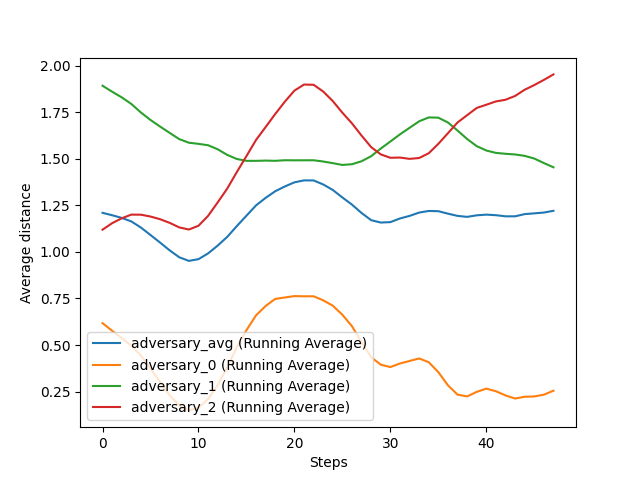 2.00
1.75
1.50
1.25
1.00
0.75
0.50
0.25
Average distance
adversary_avg (Running Average)
adversary_0 (Running Average)
adversary_1 (Running Average)
adversary_2 (Running Average)
0 10 20 30 40
Steps